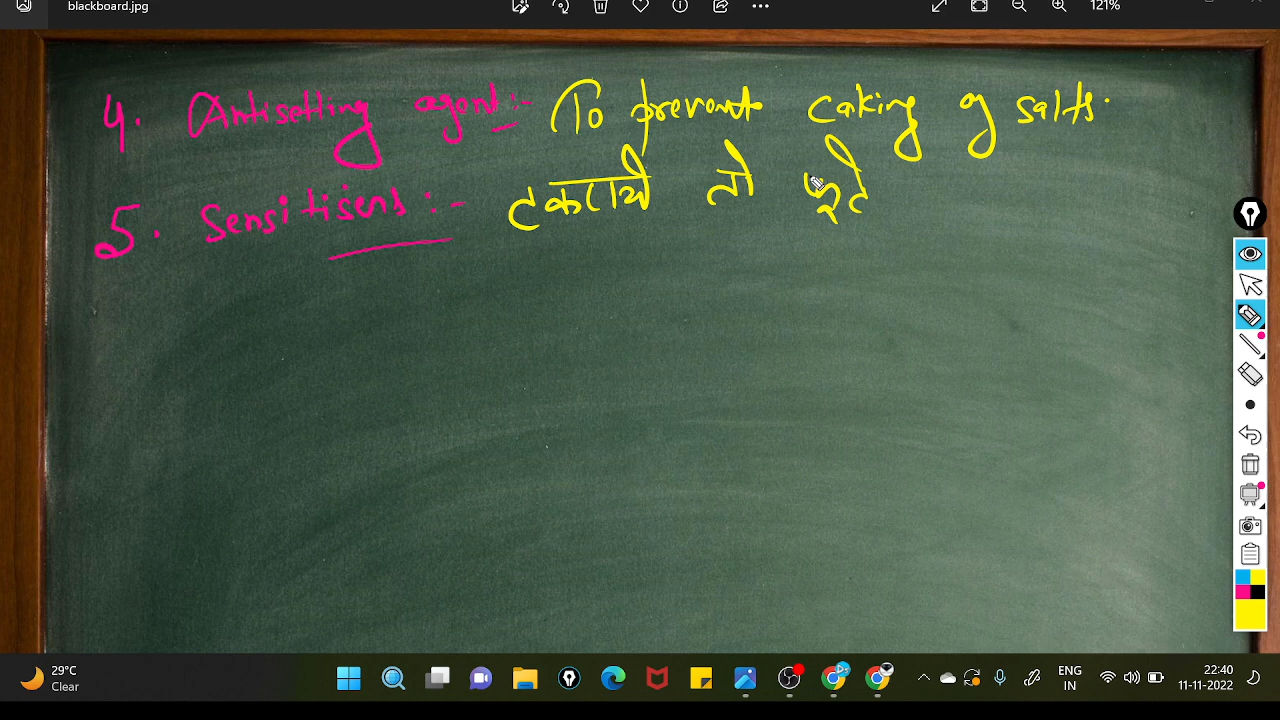 blackboard.jpg
121%
4. Antisetting agent :- To prevent caking of salts.
5. Sensitisers :- टकराये तो फूटे
29°C
Clear
ENG
IN
22:40
11-11-2022